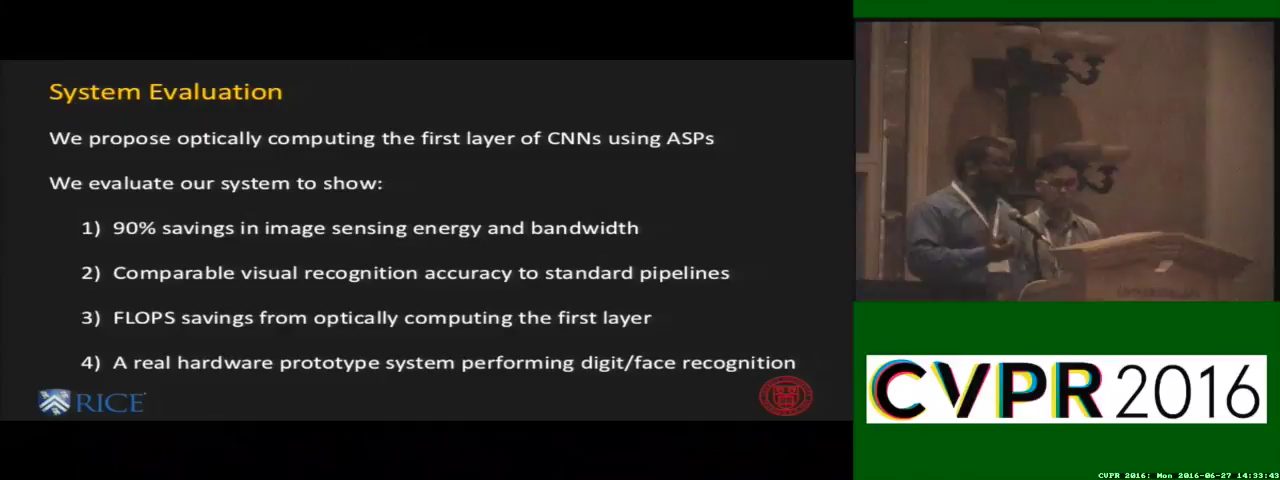 System Evaluation
We propose optically computing the first layer of CNNs using ASPs
We evaluate our system to show:
1) 90% savings in image sensing energy and bandwidth
2) Comparable visual recognition accuracy to standard pipelines
3) FLOPS savings from optically computing the first layer
4) A real hardware prototype system performing digit/face recognition
RICE
CVPR 2016
CVPR 2016: Mon 2016-06-27 14:33:43